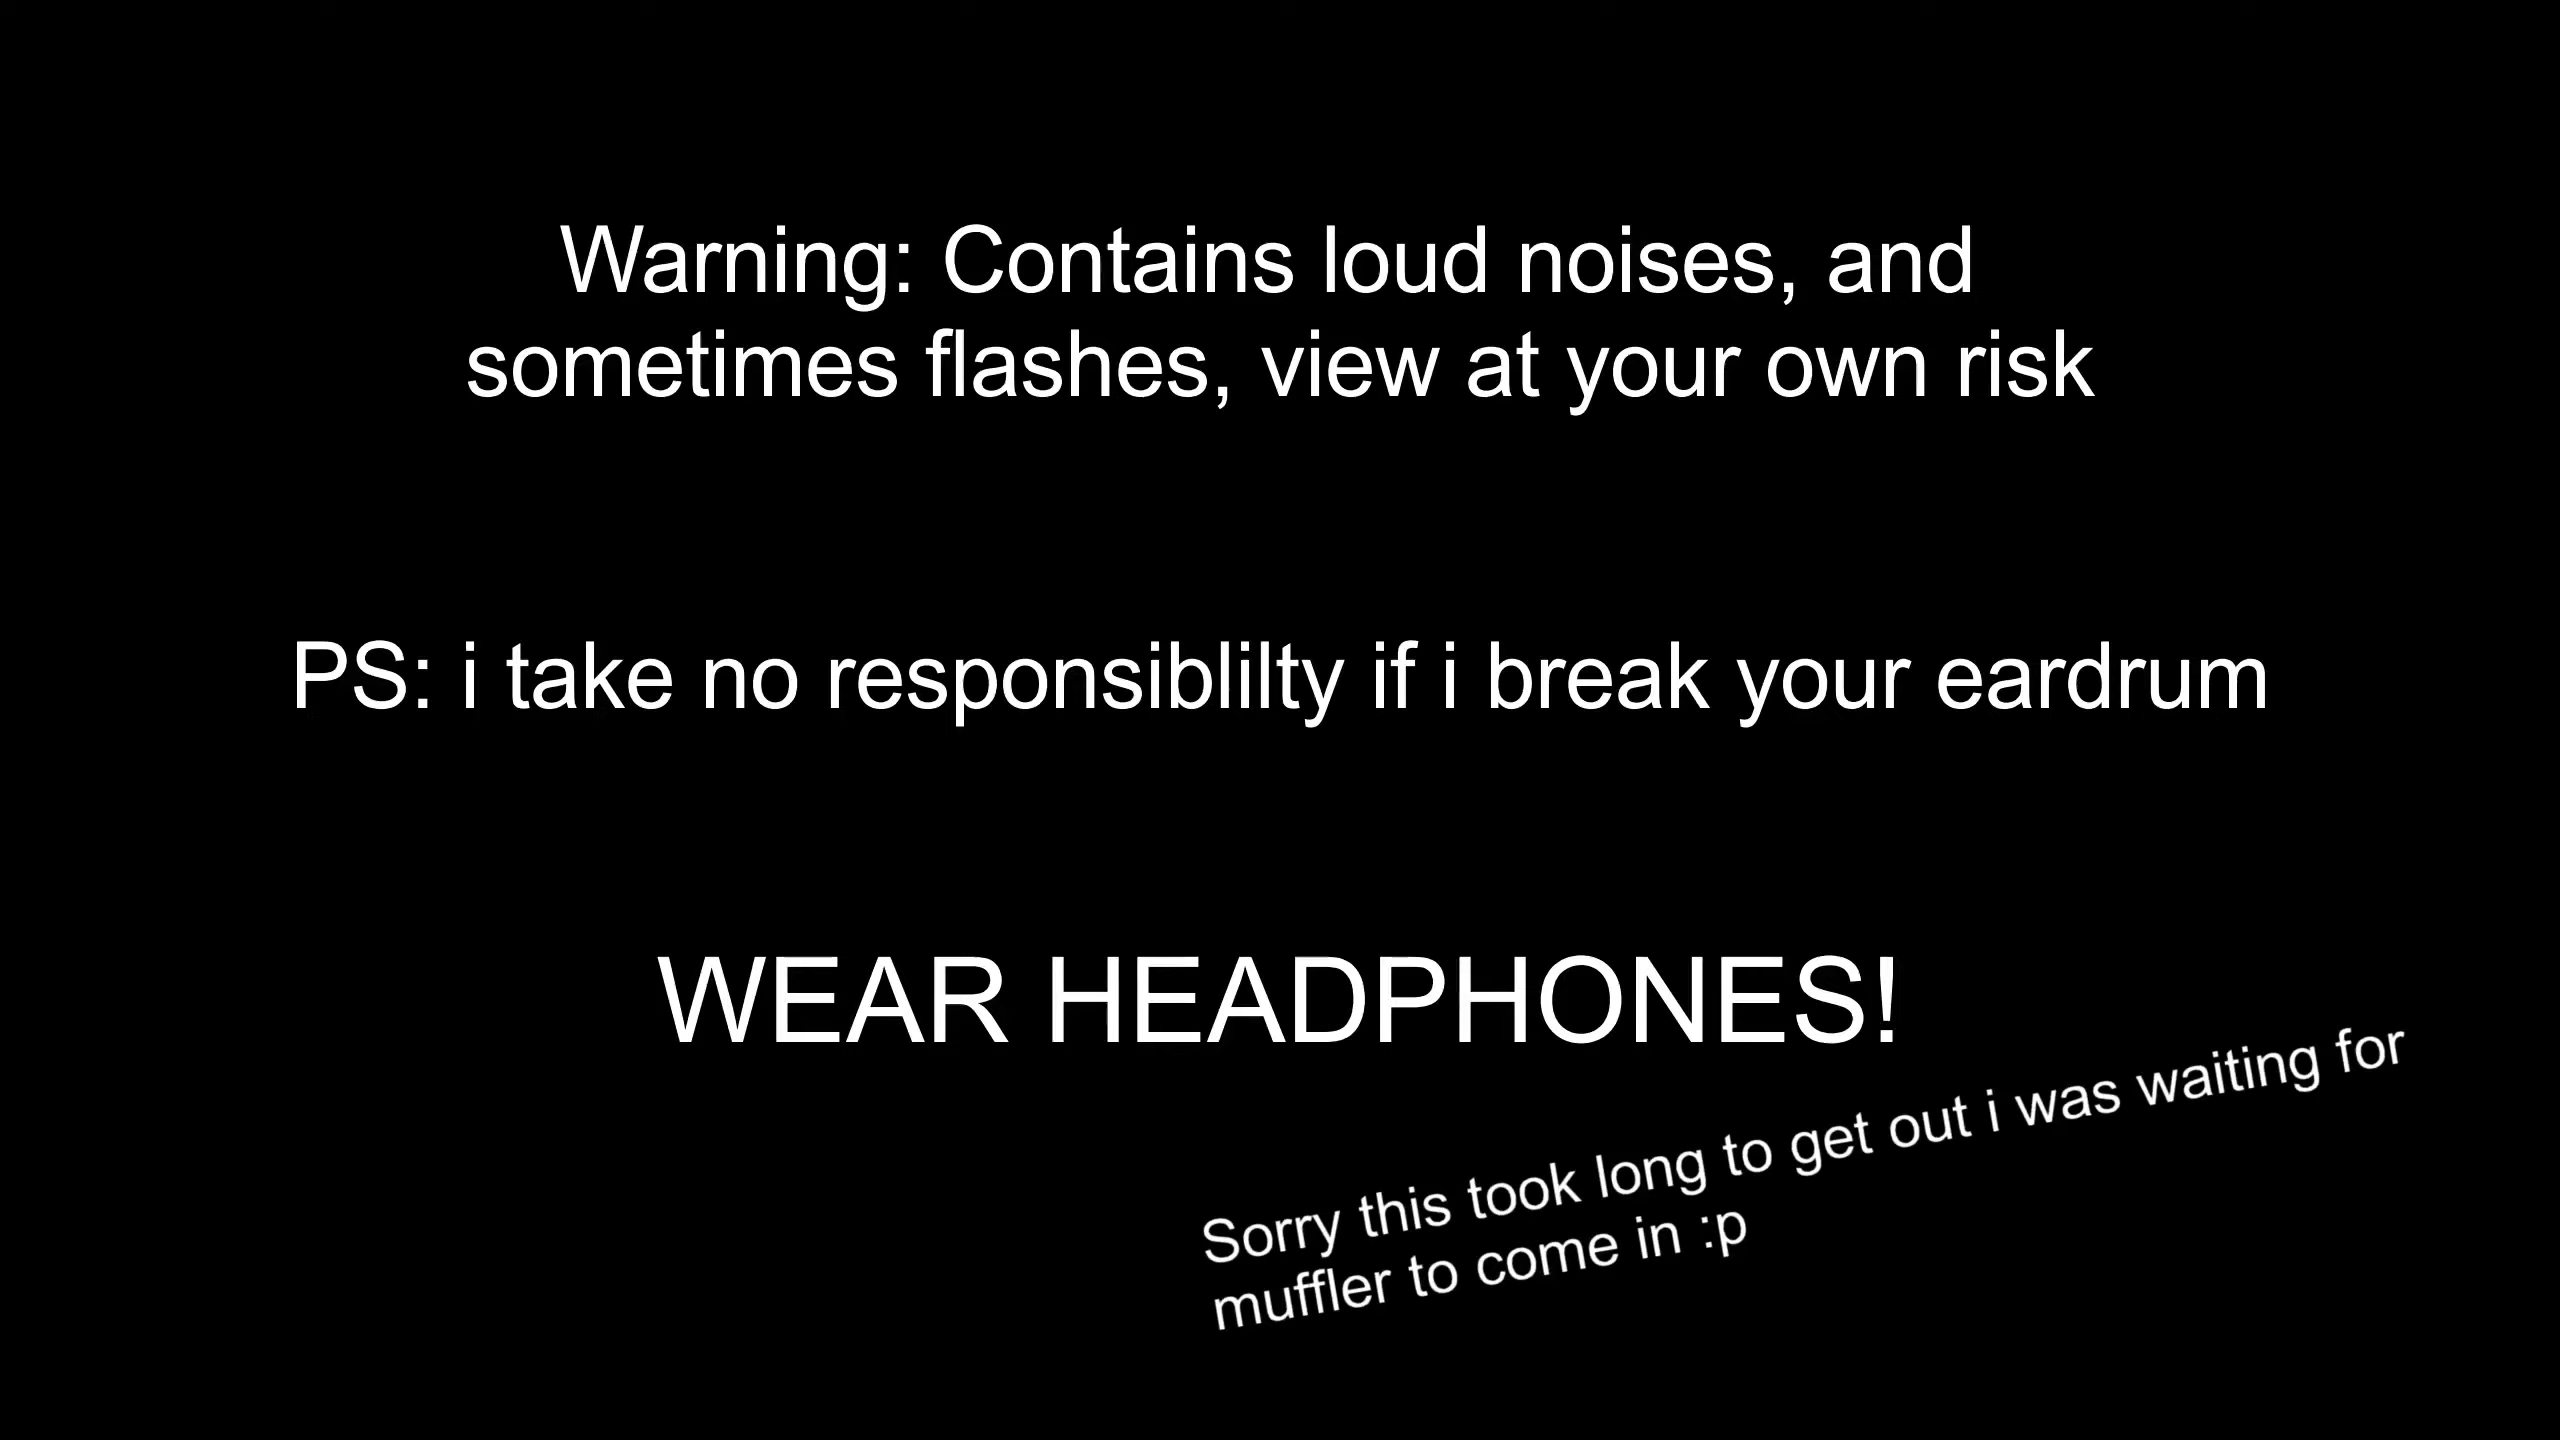 Warning: Contains loud noises, and
sometimes flashes, view at your own risk
PS: i take no responsiblilty if i break your eardrum
WEAR HEADPHONES!
Sorry this took long to get out i was waiting for
muffler to come in :p